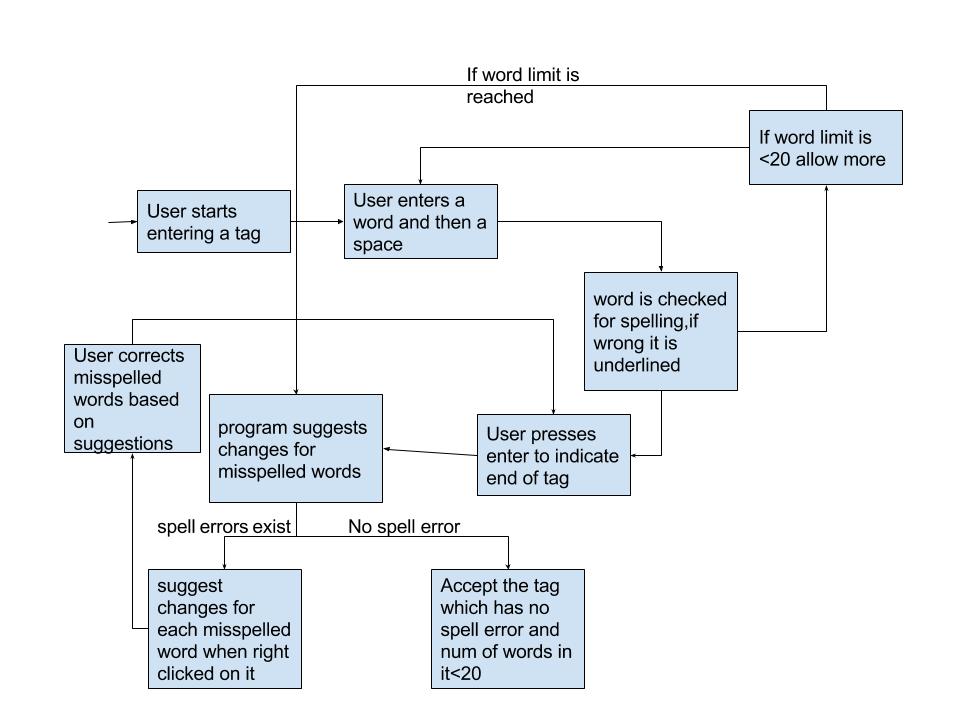 If word limit is
reached
If word limit is
<20 allow more
User starts
entering a tag
User enters a
word and then a
space
word is checked
for spelling,if
wrong it is
underlined
User corrects
misspelled
words based
on
suggestions
program suggests
changes for
misspelled words
User presses
enter to indicate
end of tag
spell errors exist
No spell error
suggest
changes for
each misspelled
word when right
clicked on it
Accept the tag
which has no
spell error and
num of words in
it<20